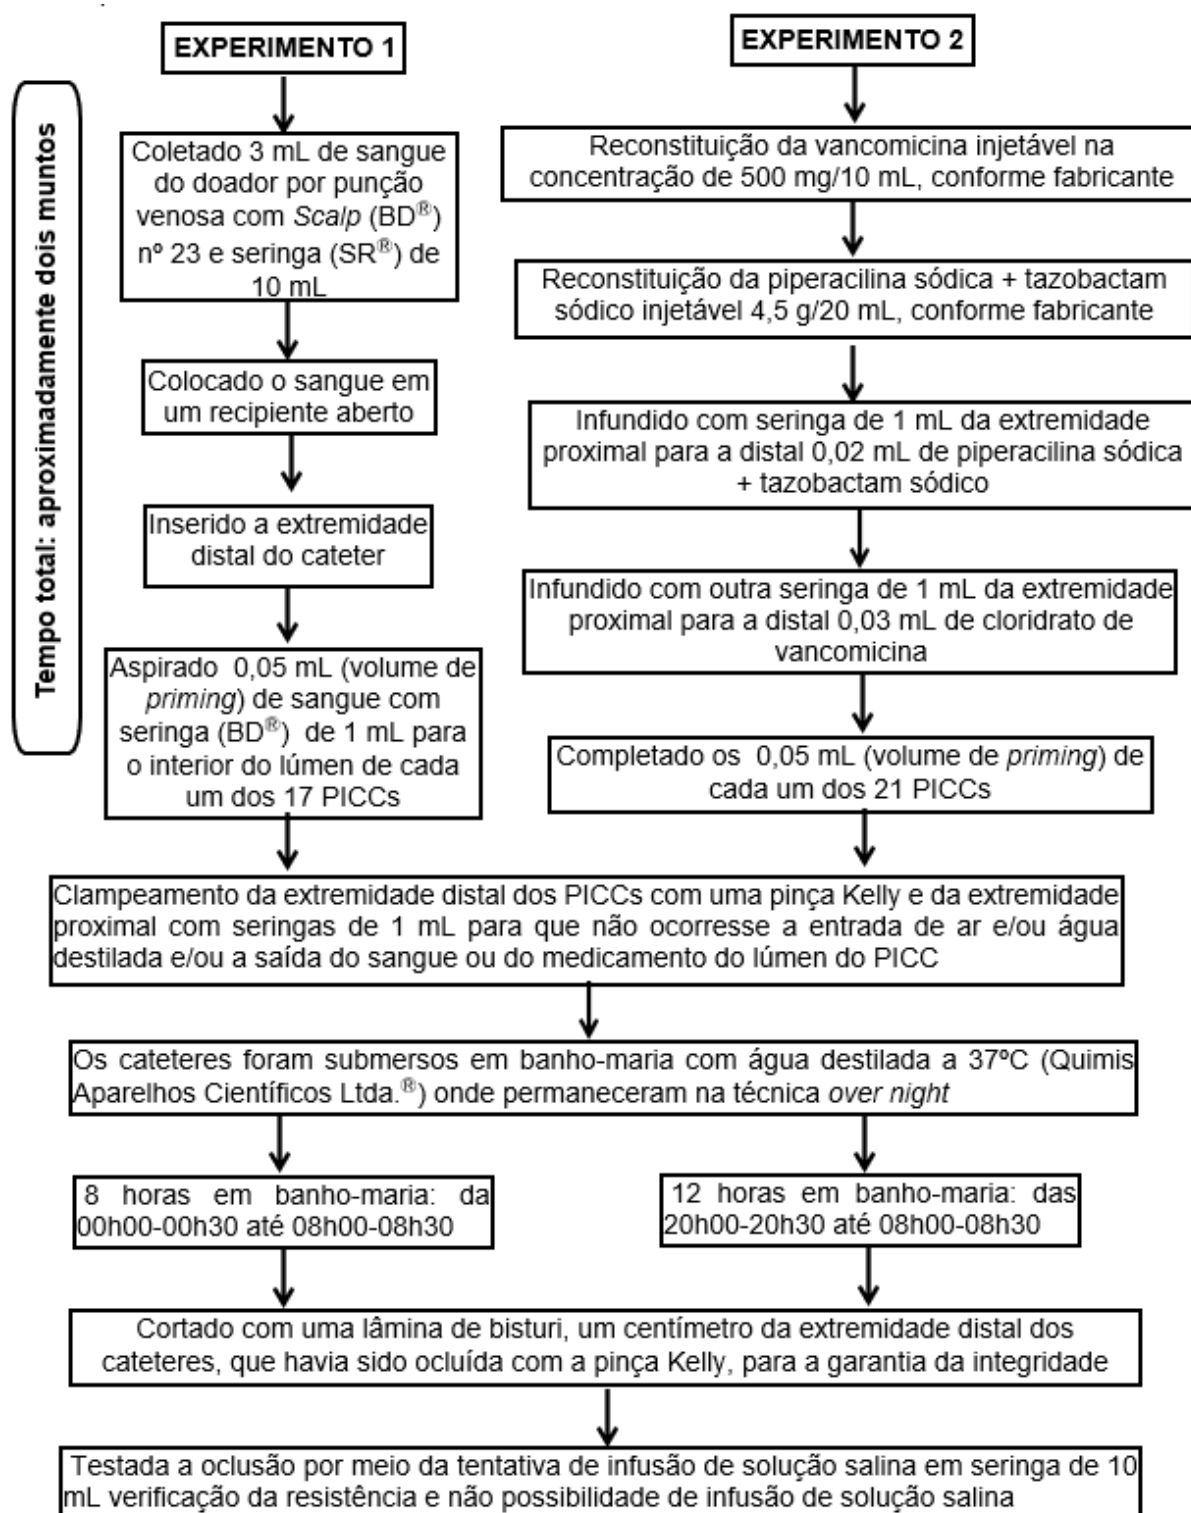 EXPERIMENTO 1
Tempo total: aproximadamente dois muntos
Coletado 3 mL de sangue
do doador por punção
venosa com Scalp (BD®)
nº 23 e seringa (SR®) de
10 mL
Colocado o sangue em
um recipiente aberto
Inserido a extremidade
distal do cateter
Aspirado 0,05 mL (volume de
priming) de sangue com
seringa (BD®) de 1 mL para
o interior do lúmen de cada
um dos 17 PICCs
EXPERIMENTO 2
Reconstituição da vancomicina injetável na
concentração de 500 mg/10 mL, conforme fabricante
Reconstituição da piperacilina sódica + tazobactam
sódico injetável 4,5 g/20 mL, conforme fabricante
Infundido com seringa de 1 mL da extremidade
proximal para a distal 0,02 mL de piperacilina sódica
+ tazobactam sódico
Infundido com outra seringa de 1 mL da extremidade
proximal para a distal 0,03 mL de cloridrato de
vancomicina
Completado os 0,05 mL (volume de priming) de
cada um dos 21 PICCs
Clampeamento da extremidade distal dos PICCs com uma pinça Kelly e da extremidade
proximal com seringas de 1 mL para que não ocorresse a entrada de ar e/ou água
destilada e/ou a saída do sangue ou do medicamento do lúmen do PICC
Os cateteres foram submersos em banho-maria com água destilada a 37ºC (Quimis
Aparelhos Científicos Ltda.®) onde permaneceram na técnica over night
8 horas em banho-maria: da
00h00-00h30 até 08h00-08h30
12 horas em banho-maria: das
20h00-20h30 até 08h00-08h30
Cortado com uma lâmina de bisturi, um centímetro da extremidade distal dos
cateteres, que havia sido ocluída com a pinça Kelly, para a garantia da integridade
Testada a oclusão por meio da tentativa de infusão de solução salina em seringa de 10
mL verificação da resistência e não possibilidade de infusão de solução salina